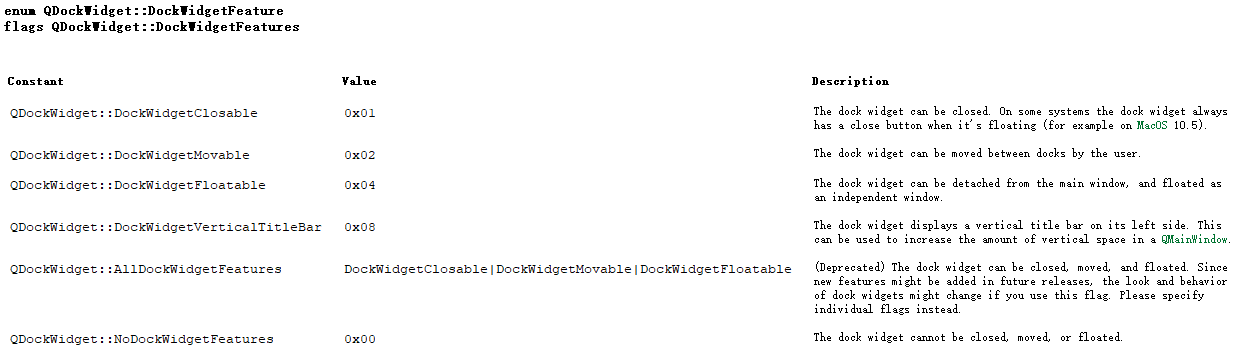 enum QDockWidget::DockWidgetFeature
flags QDockWidget::DockWidgetFeatures
Constant Value Description
QDockWidget::DockWidgetClosable 0x01 The dock widget can be closed. On some systems the dock widget always
has a close button when it's floating (for example on MacOS 10.5).
QDockWidget::DockWidgetMovable 0x02 The dock widget can be moved between docks by the user.
QDockWidget::DockWidgetFloatable 0x04 The dock widget can be detached from the main window, and floated as
an independent window.
QDockWidget::DockWidgetVerticalTitleBar 0x08 The dock widget displays a vertical title bar on its left side. This
can be used to increase the amount of vertical space in a QMainWindow.
QDockWidget::AllDockWidgetFeatures DockWidgetClosable|DockWidgetMovable|DockWidgetFloatable (Deprecated) The dock widget can be closed, moved, and floated. Since
new features might be added in future releases, the look and behavior
of dock widgets might change if you use this flag. Please specify
individual flags instead.
QDockWidget::NoDockWidgetFeatures 0x00 The dock widget cannot be closed, moved, or floated.